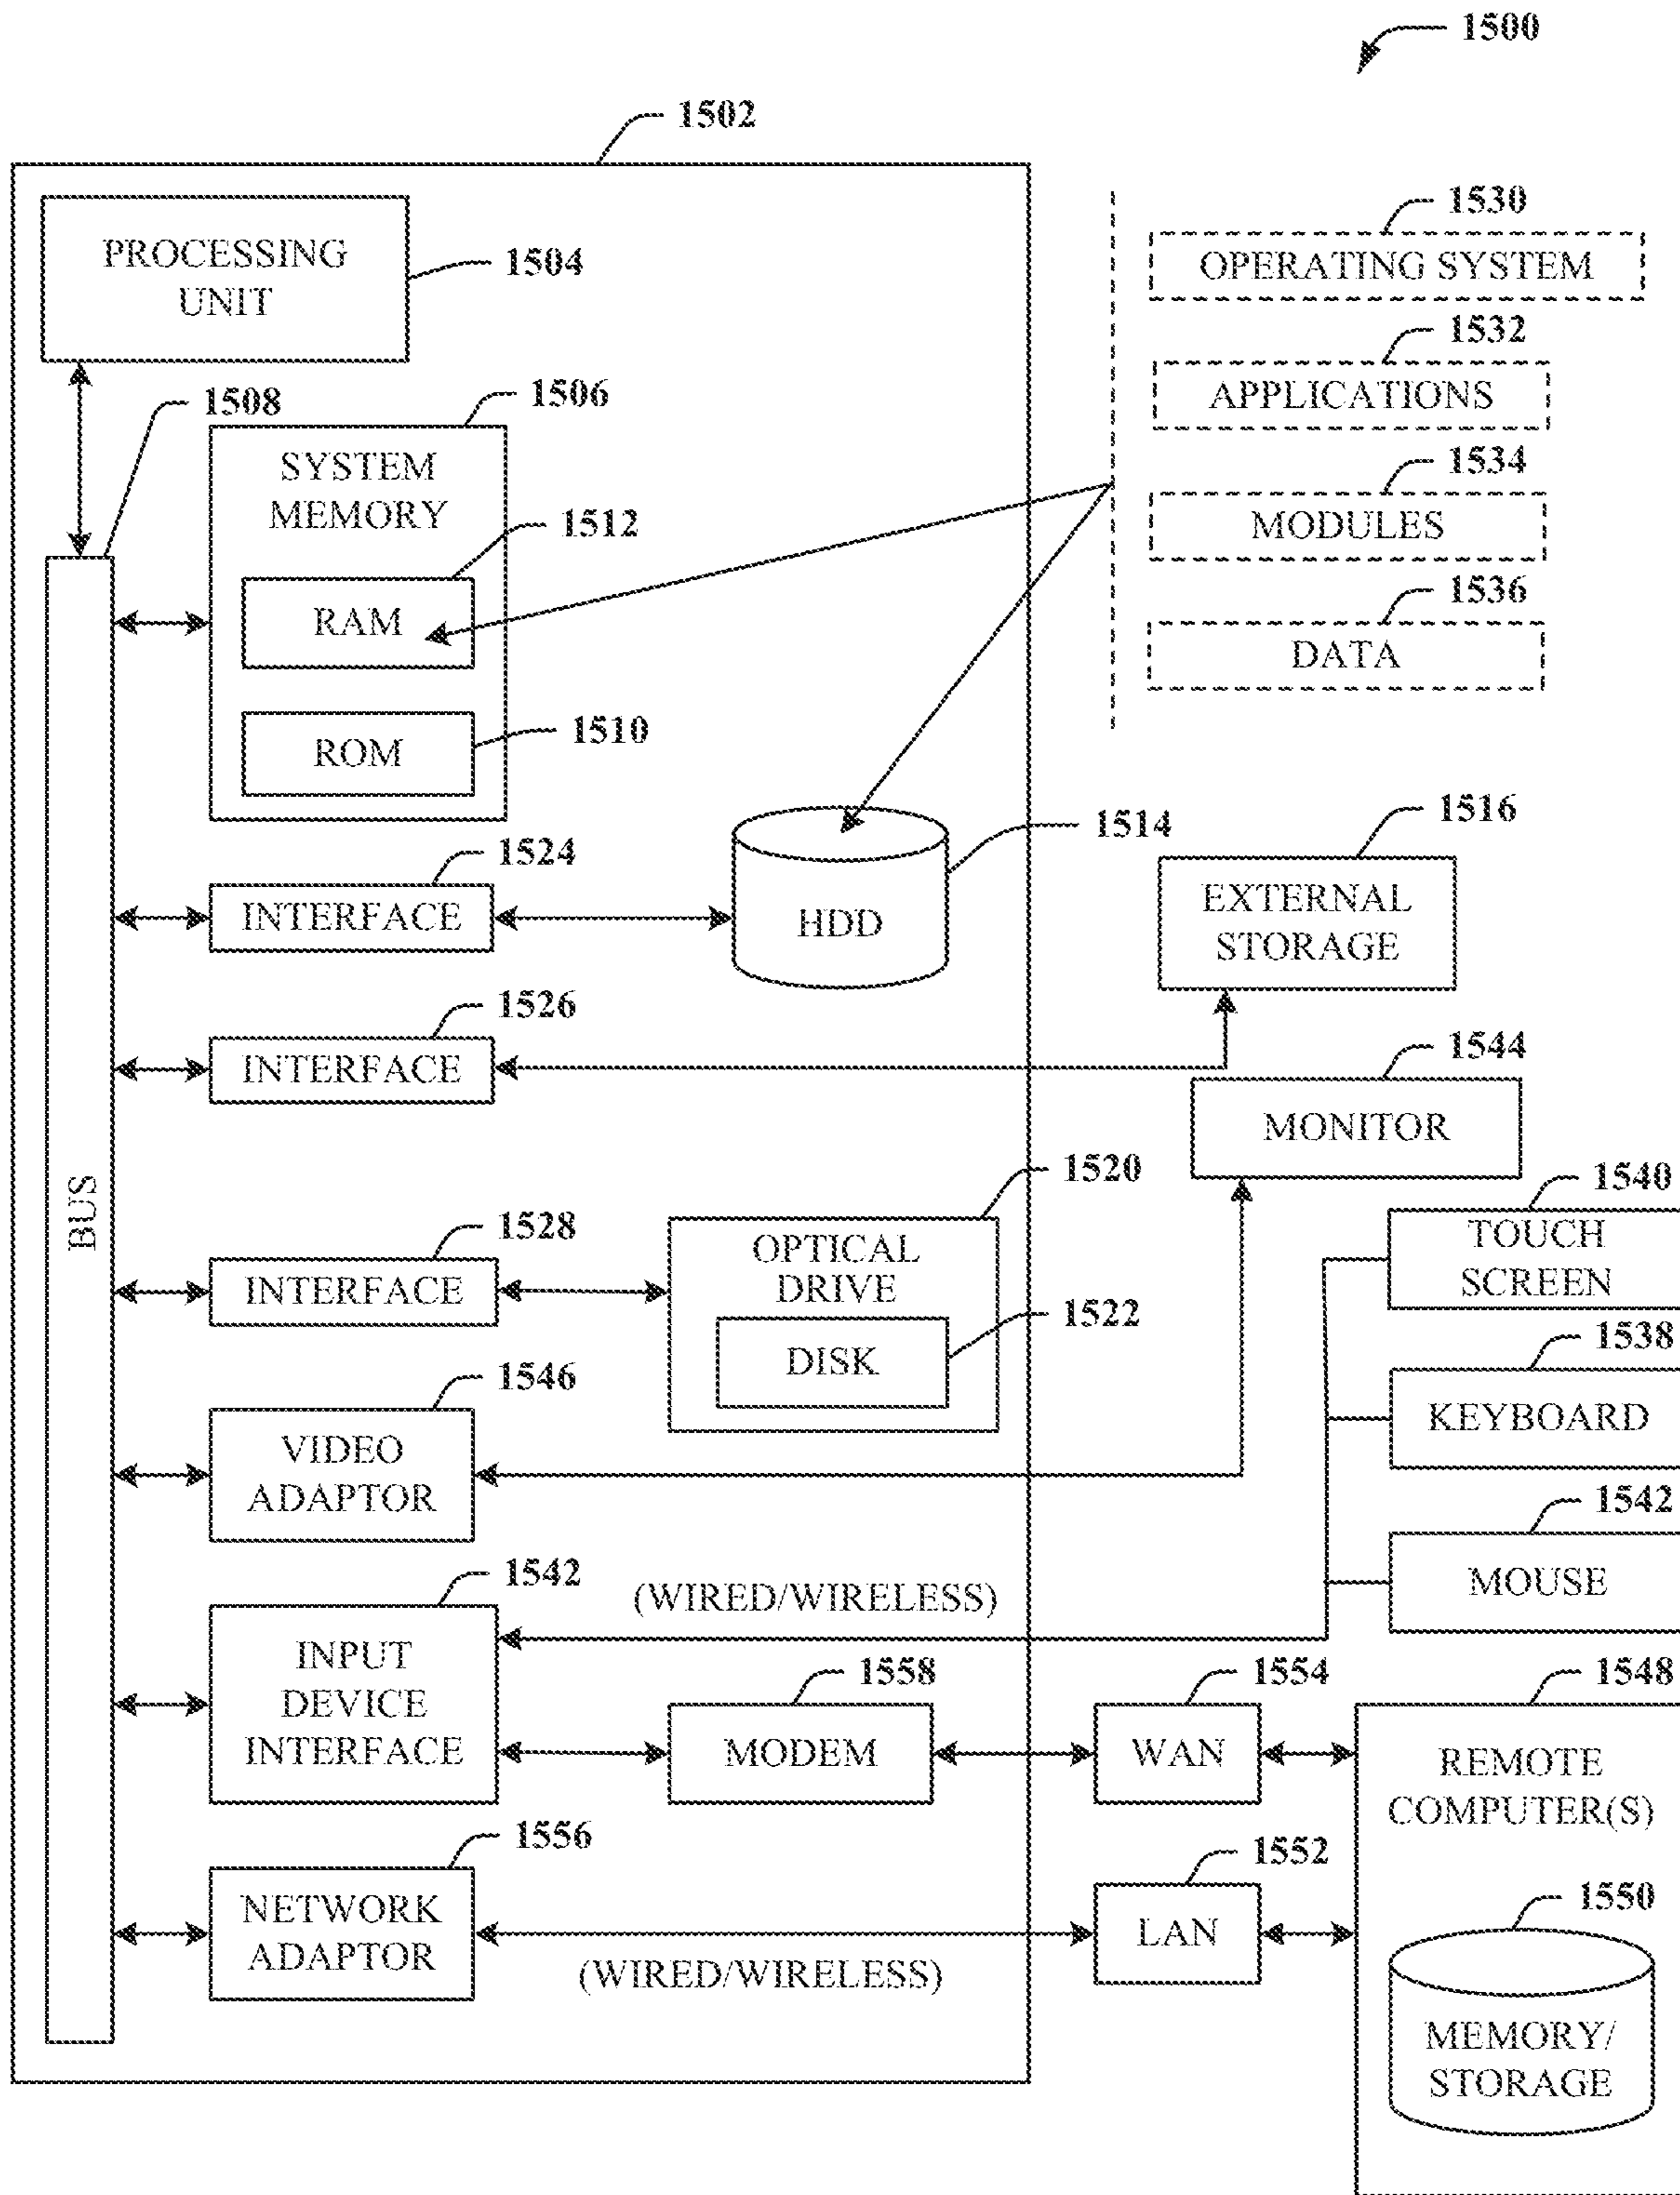 1500
1502
PROCESSING
UNIT
1504
1530
OPERATING SYSTEM
1532
APPLICATIONS
1534
MODULES
1536
DATA
1508
1506
SYSTEM
MEMORY
1512
RAM
1510
ROM
1524
INTERFACE
1514
HDD
1516
EXTERNAL
STORAGE
1526
INTERFACE
1544
MONITOR
BUS
1528
INTERFACE
1520
OPTICAL
DRIVE
1522
DISK
1540
TOUCH
SCREEN
1538
KEYBOARD
1546
VIDEO
ADAPTOR
1542
MOUSE
1542
INPUT
DEVICE
INTERFACE
(WIRED/WIRELESS)
1558
MODEM
1554
WAN
1548
REMOTE
COMPUTER(S)
1556
NETWORK
ADAPTOR
(WIRED/WIRELESS)
1552
LAN
1550
MEMORY/
STORAGE